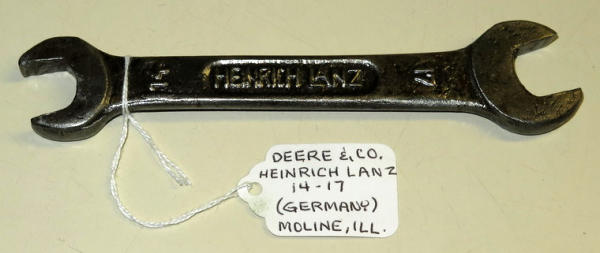 14 HEINRICH LANZ 17
DEERE & CO.
HEINRICH LANZ
14-17
(GERMANY)
MOLINE, ILL.